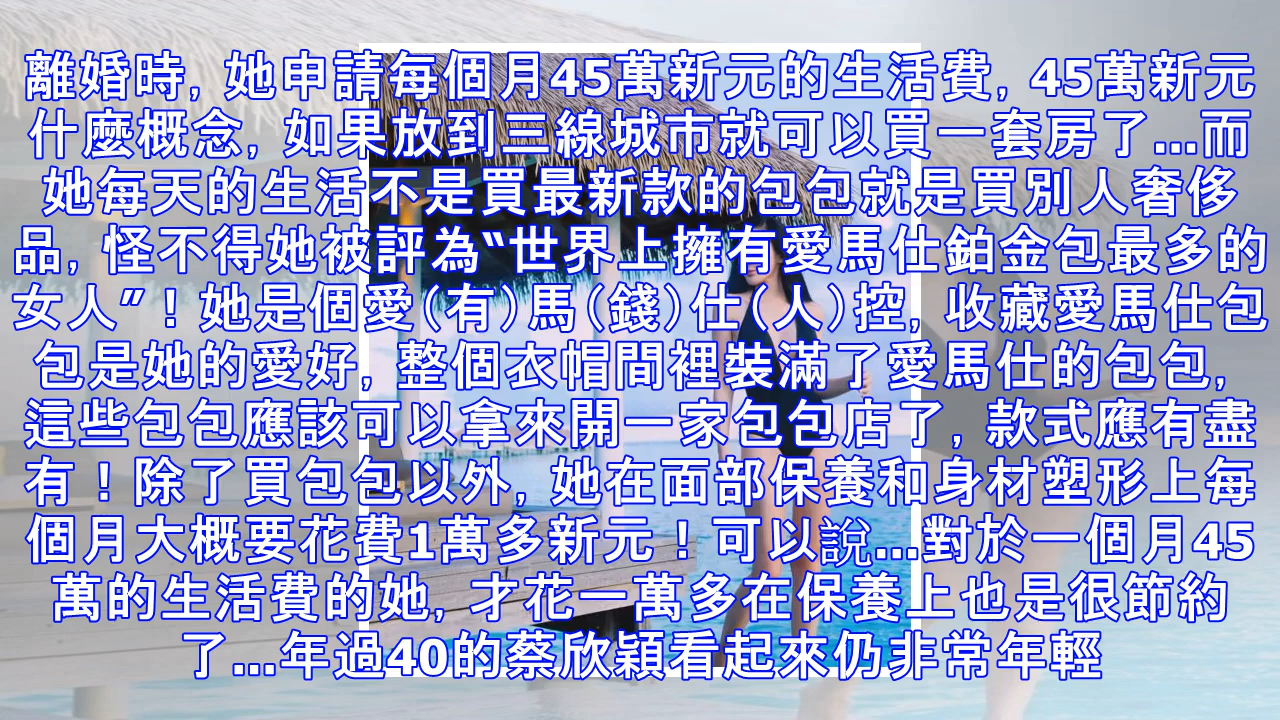 離婚時, 她申請每個月45萬新元的生活費, 45萬新元
什麼概念, 如果放到三線城市就可以買一套房了...而
她每天的生活不是買最新款的包包就是買別人奢侈
品, 怪不得她被評為“世界上擁有愛馬仕鉑金包最多的
女人”！她是個愛(有)馬(錢)仕(人)控, 收藏愛馬仕包
包是她的愛好, 整個衣帽間裡裝滿了愛馬仕的包包,
這些包包應該可以拿來開一家包包店了, 款式應有盡
有！除了買包包以外, 她在面部保養和身材塑形上每
個月大概要花費1萬多新元！可以說...對於一個月45
萬的生活費的她, 才花一萬多在保養上也是很節約
了...年過40的蔡欣穎看起來仍非常年輕